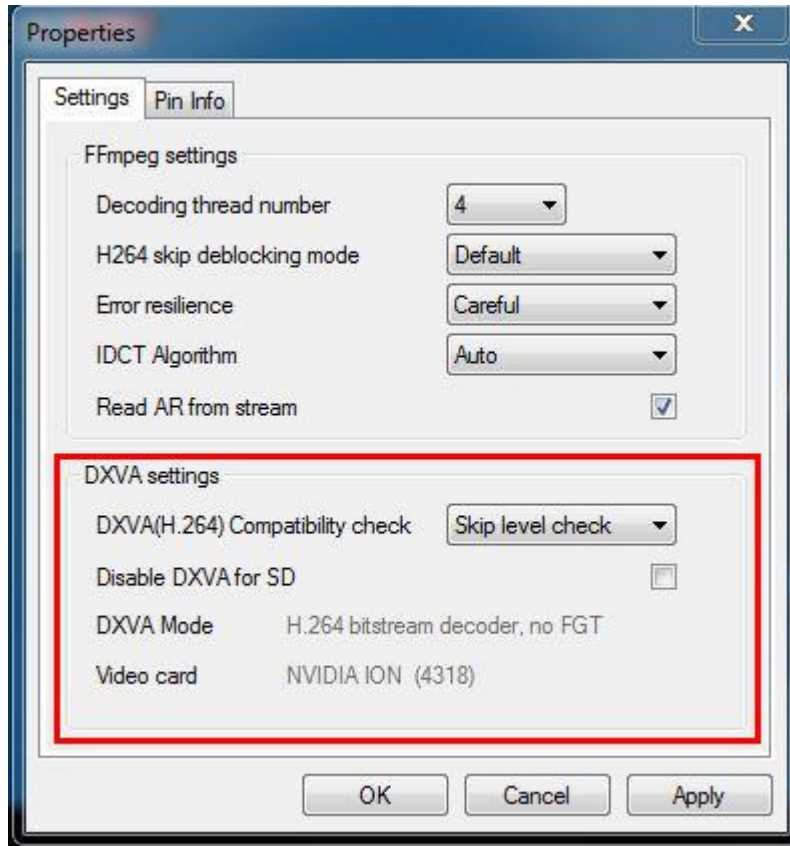 Properties
Settings Pin Info
FFmpeg settings
Decoding thread number 4
H264 skip deblocking mode Default
Error resilience Careful
IDCT Algorithm Auto
Read AR from stream
DXVA settings
DXVA(H.264) Compatibility check Skip level check
Disable DXVA for SD
DXVA Mode H.264 bitstream decoder, no FGT
Video card NVIDIA ION (4318)
OK Cancel Apply